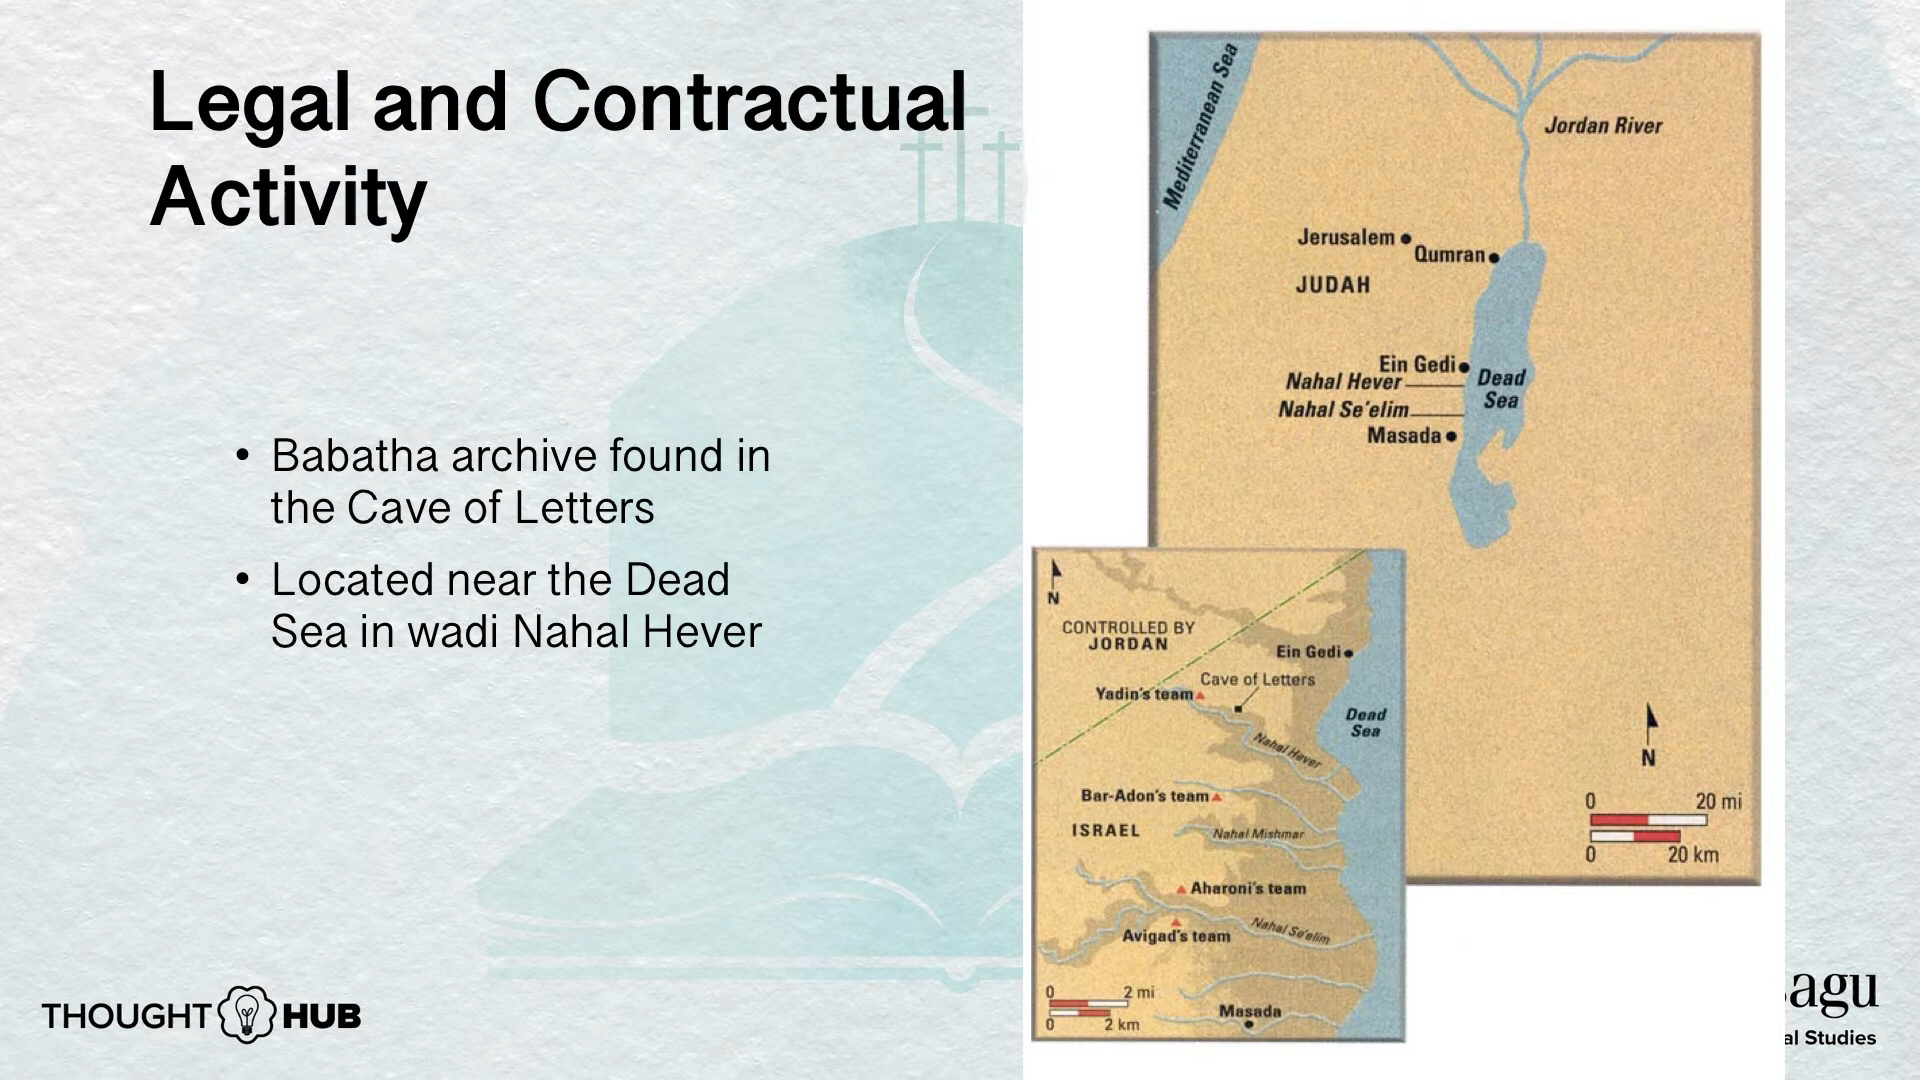 Legal and Contractual
Activity
• Babatha archive found in
the Cave of Letters
• Located near the Dead
Sea in wadi Nahal Hever
THOUGHT HUB
Mediterranean Sea
Jordan River
Jerusalem
Qumran
JUDAH
Ein Gedi
Nahal Hever
Nahal Se'elim
Masada
Dead
Sea
N
0 20 mi
0 20 km
N
CONTROLLED BY
JORDAN
Ein Gedi
Cave of Letters
Yadin's team
Dead
Sea
Nahal Hever
Bar-Adon's team
ISRAEL
Nahal Mishmar
Aharoni's team
Nahal Se'elim
Avigad's team
0 2 mi
0 2 km
Masada
agu
al Studies